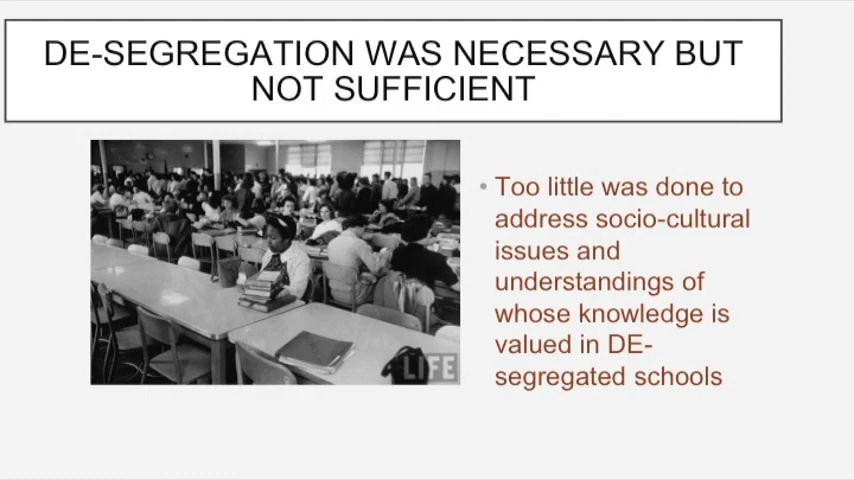 DE-SEGREGATION WAS NECESSARY BUT
NOT SUFFICIENT
• Too little was done to
address socio-cultural
issues and
understandings of
whose knowledge is
valued in DE-
segregated schools
LIFE